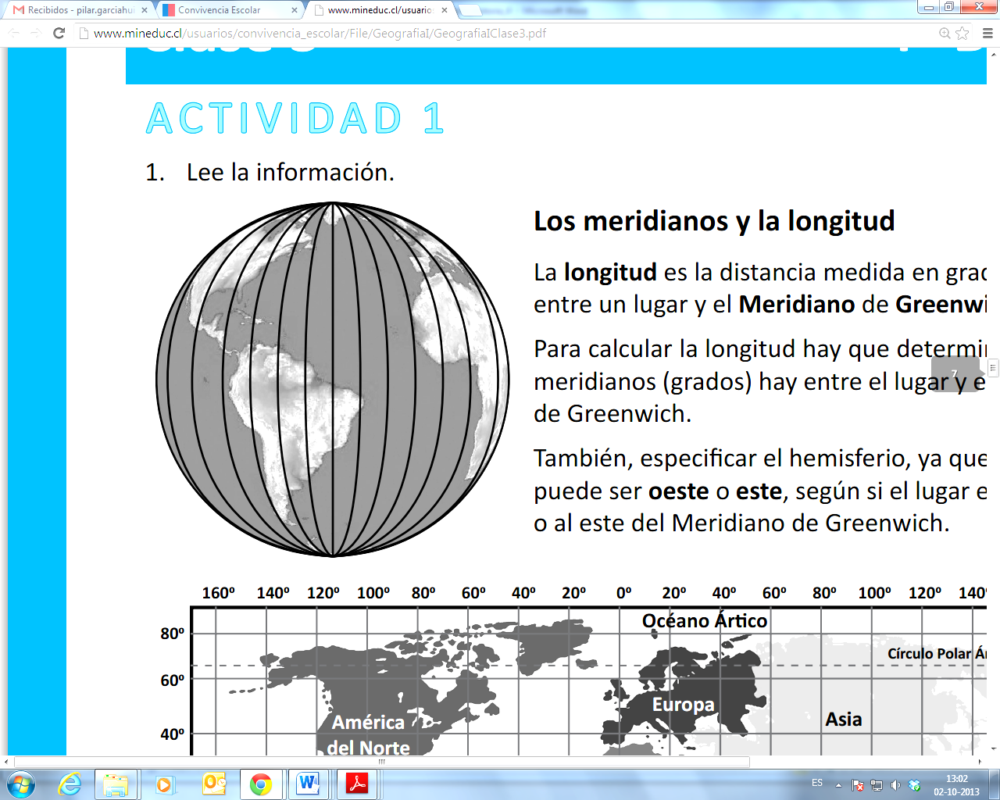 Recibidos - pilar.garciahui
Convivencia Escolar
www.mineduc.cl/usuario
www.mineduc.cl/usuarios/convivencia_escolar/File/GeografiaI/GeografiaIClase3.pdf
ACTIVIDAD 1
1. Lee la información.
Los meridianos y la longitud
La longitud es la distancia medida en grad
entre un lugar y el Meridiano de Greenwi
Para calcular la longitud hay que determin
meridianos (grados) hay entre el lugar y e
de Greenwich.
7
También, especificar el hemisferio, ya que
puede ser oeste o este, según si el lugar e
o al este del Meridiano de Greenwich.
160º 140º 120º 100º 80º 60º 40º 20º 0º 20º 40º 60º 80º 100º 120º 140º
Océano Ártico
80º
Círculo Polar Ár
60º
Europa
América
del Norte
Asia
40º
ES
13:02
02-10-2013